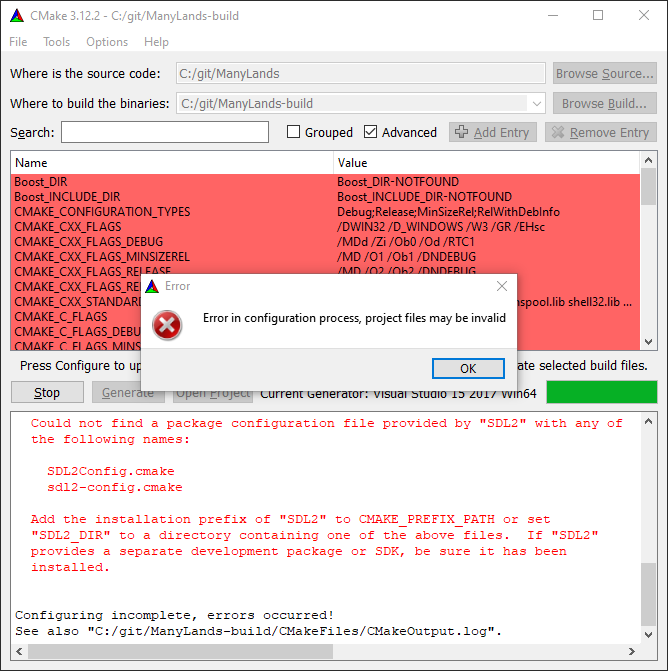 CMake 3.12.2 - C:/git/ManyLands-build
File Tools Options Help
Where is the source code: C:/git/ManyLands Browse Source...
Where to build the binaries: C:/git/ManyLands-build Browse Build...
Search: Grouped Advanced Add Entry Remove Entry
Name Value
Boost_DIR Boost_DIR-NOTFOUND
Boost_INCLUDE_DIR Boost_INCLUDE_DIR-NOTFOUND
CMAKE_CONFIGURATION_TYPES Debug;Release;MinSizeRel;RelWithDebInfo
CMAKE_CXX_FLAGS /DWIN32 /D_WINDOWS /W3 /GR /EHsc
CMAKE_CXX_FLAGS_DEBUG /MDd /Zi /Ob0 /Od /RTC1
CMAKE_CXX_FLAGS_MINSIZEREL /MD /O1 /Ob1 /DNDEBUG
CMAKE_CXX_FLAGS_RELEASE /MD /O2 /Ob2 /DNDEBUG
CMAKE_CXX_FLAGS_REL
CMAKE_CXX_STANDAR nspool.lib shell32.lib ...
CMAKE_C_FLAGS
CMAKE_C_FLAGS_DEBU
CMAKE_C_FLAGS_MINS
Error
Error in configuration process, project files may be invalid
OK
Press Configure to up ate selected build files.
Stop Generate Open Project Current Generator: Visual Studio 15 2017 Win64
Could not find a package configuration file provided by "SDL2" with any of
the following names:
SDL2Config.cmake
sdl2-config.cmake
Add the installation prefix of "SDL2" to CMAKE_PREFIX_PATH or set
"SDL2_DIR" to a directory containing one of the above files. If "SDL2"
provides a separate development package or SDK, be sure it has been
installed.
Configuring incomplete, errors occurred!
See also "C:/git/ManyLands-build/CMakeFiles/CMakeOutput.log".